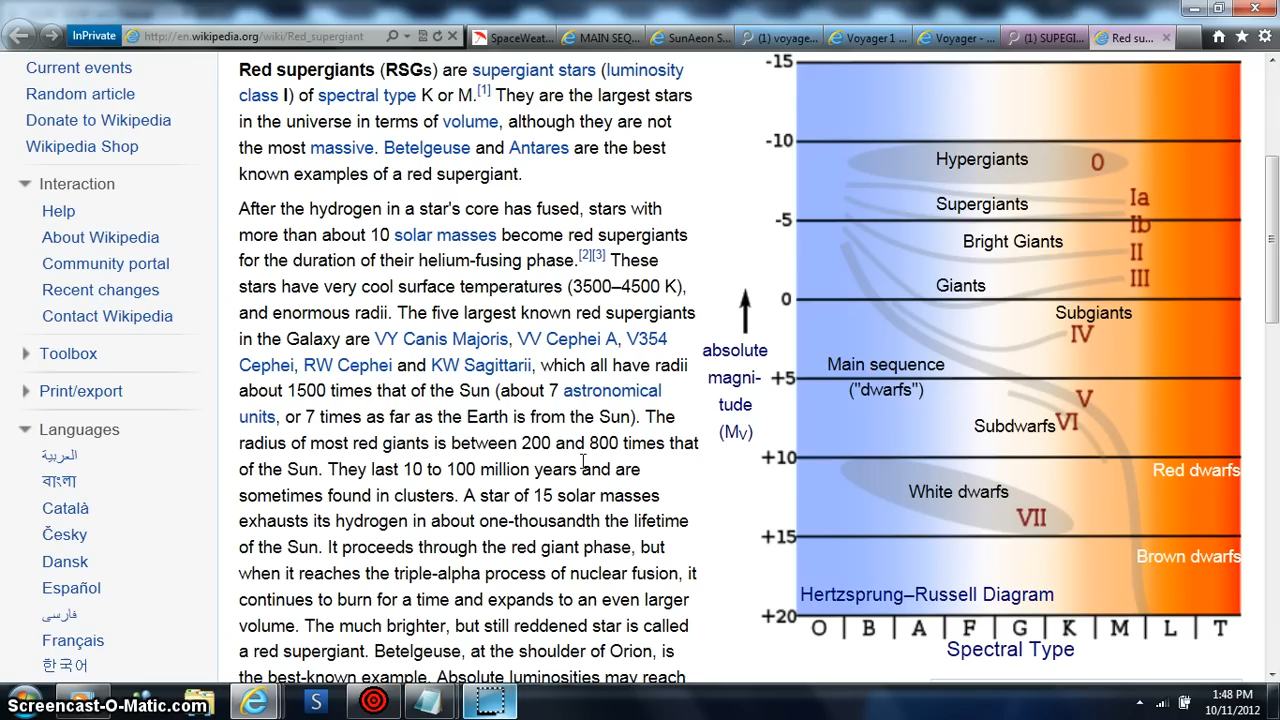 InPrivate
http://en.wikipedia.org/wiki/Red_supergiant
SpaceWeat...
MAIN SEQ...
SunAeon S...
(1) voyage...
Voyager1 ...
Voyager - ...
(1) SUPEGI...
Red su...
Current events
Random article
Donate to Wikipedia
Wikipedia Shop
Interaction
Help
About Wikipedia
Community portal
Recent changes
Contact Wikipedia
Toolbox
Print/export
Languages
العربية
বাংলা
Català
Česky
Dansk
Español
فارسی
Français
한국어
Red supergiants (RSGs) are supergiant stars (luminosity
class I) of spectral type K or M.[1] They are the largest stars
in the universe in terms of volume, although they are not
the most massive. Betelgeuse and Antares are the best
known examples of a red supergiant.
After the hydrogen in a star's core has fused, stars with
more than about 10 solar masses become red supergiants
for the duration of their helium-fusing phase.[2][3] These
stars have very cool surface temperatures (3500–4500 K),
and enormous radii. The five largest known red supergiants
in the Galaxy are VY Canis Majoris, VV Cephei A, V354
Cephei, RW Cephei and KW Sagittarii, which all have radii
about 1500 times that of the Sun (about 7 astronomical
units, or 7 times as far as the Earth is from the Sun). The
radius of most red giants is between 200 and 800 times that
of the Sun. They last 10 to 100 million years and are
sometimes found in clusters. A star of 15 solar masses
exhausts its hydrogen in about one-thousandth the lifetime
of the Sun. It proceeds through the red giant phase, but
when it reaches the triple-alpha process of nuclear fusion, it
continues to burn for a time and expands to an even larger
volume. The much brighter, but still reddened star is called
a red supergiant. Betelgeuse, at the shoulder of Orion, is
the best-known example. Absolute luminosities may reach
-15
-10
Hypergiants 0
Supergiants Ia
-5
Ib
Bright Giants II
Giants III
0
Subgiants
IV
absolute
magni-
tude
(MV)
Main sequence
("dwarfs")
+5
V
Subdwarfs VI
+10
Red dwarfs
White dwarfs
VII
+15
Brown dwarfs
Hertzsprung–Russell Diagram
+20
O B A F G K M L T
Spectral Type
S
Screencast-O-Matic.com
1:48 PM
10/11/2012